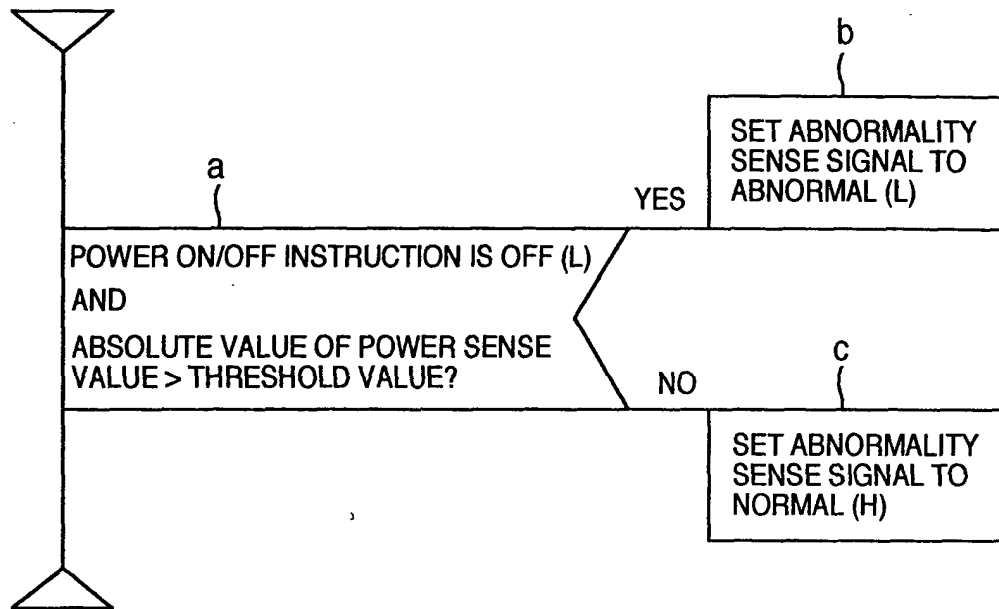 a
b
SET ABNORMALITY
SENSE SIGNAL TO
ABNORMAL (L)
YES
POWER ON/OFF INSTRUCTION IS OFF (L)
AND
ABSOLUTE VALUE OF POWER SENSE
VALUE > THRESHOLD VALUE?
NO
c
SET ABNORMALITY
SENSE SIGNAL TO
NORMAL (H)